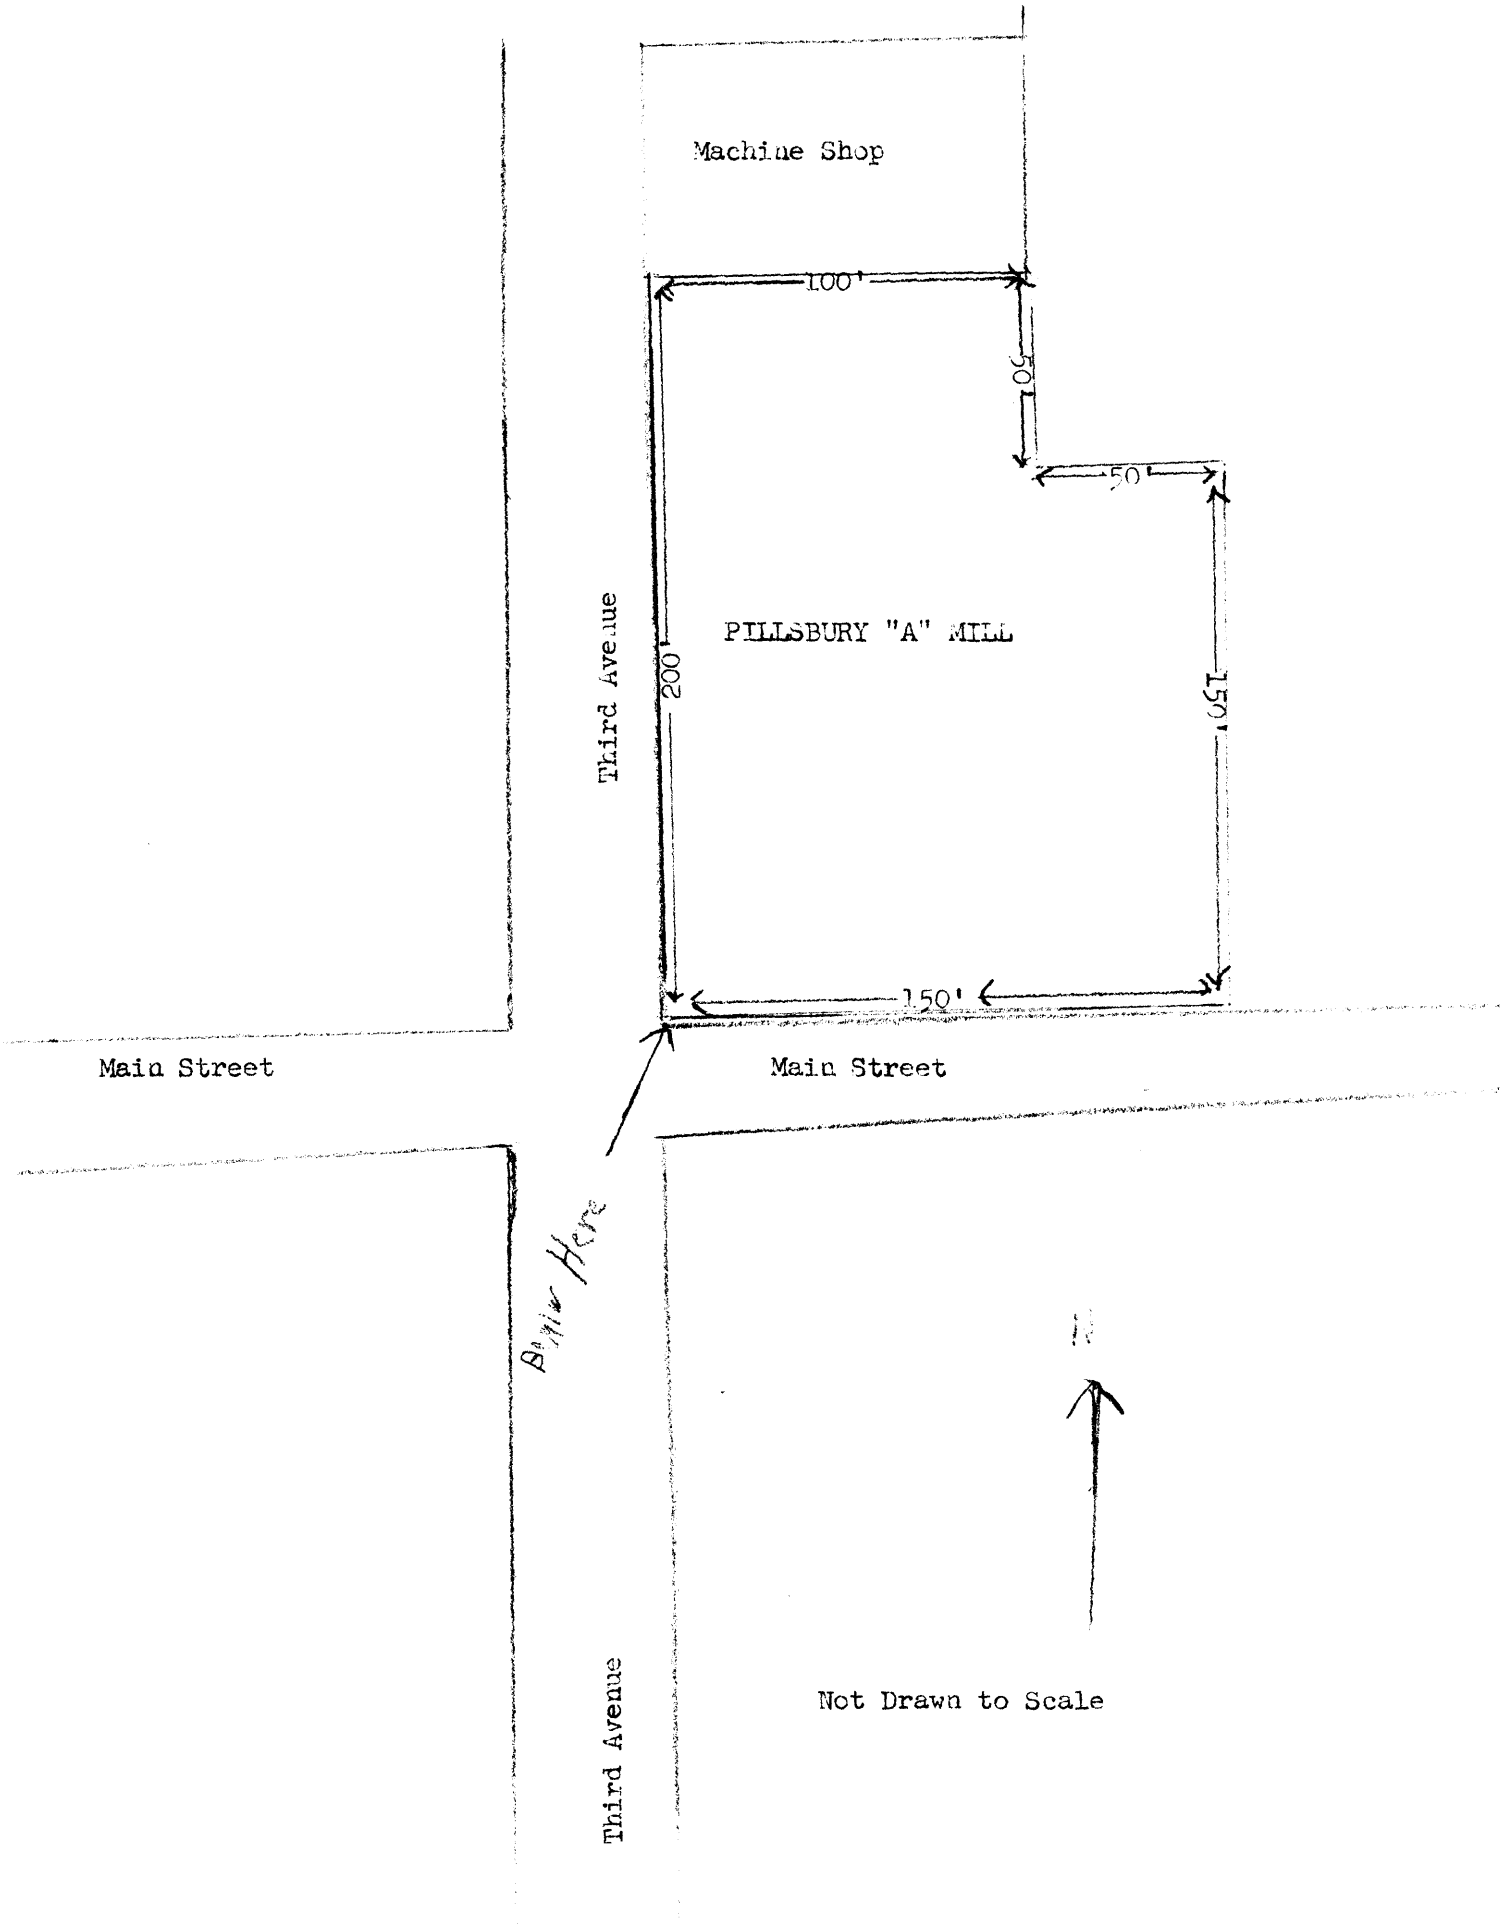 Machine Shop
100'
50'
50'
PILLSBURY "A" MILL
Third Avenue
200'
150'
150'
Main Street
Main Street
Begin Here
N
Not Drawn to Scale
Third Avenue